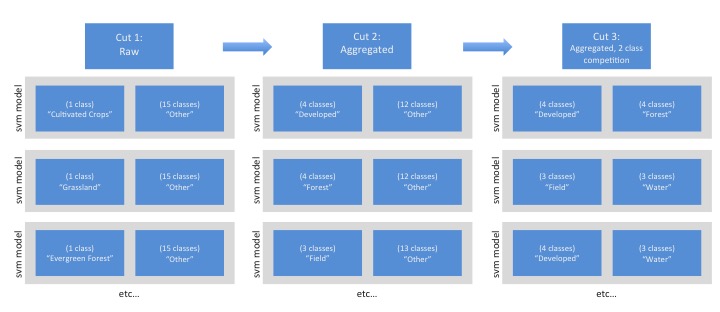 Cut 1:
Raw
Cut 2:
Aggregated
Cut 3:
Aggregated, 2 class
competition
svm model
(1 class)
"Cultivated Crops"
(15 classes)
"Other"
svm model
(4 classes)
"Developed"
(12 classes)
"Other"
svm model
(4 classes)
"Developed"
(4 classes)
"Forest"
svm model
(1 class)
"Grassland"
(15 classes)
"Other"
svm model
(4 classes)
"Forest"
(12 classes)
"Other"
svm model
(3 classes)
"Field"
(3 classes)
"Water"
svm model
(1 class)
"Evergreen Forest"
(15 classes)
"Other"
svm model
(3 classes)
"Field"
(13 classes)
"Other"
svm model
(4 classes)
"Developed"
(3 classes)
"Water"
etc...
etc...
etc...